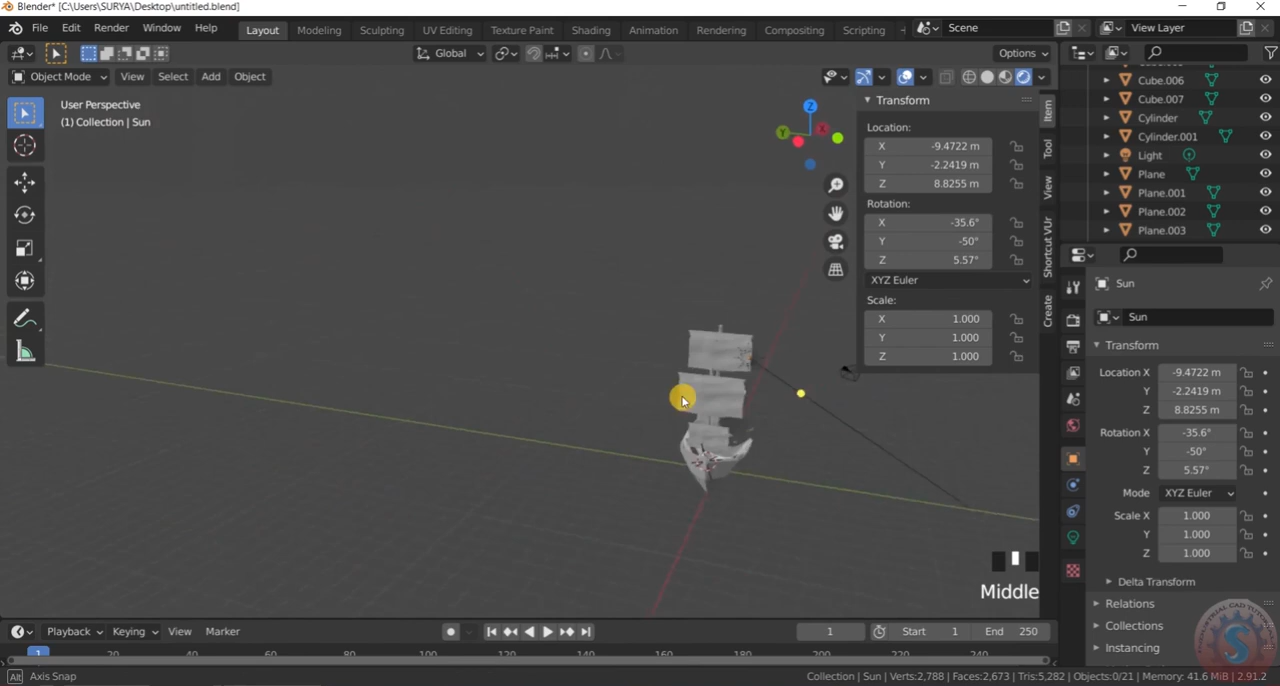 Blender* [C:\Users\SURYA\Desktop\untitled.blend]
File Edit Render Window Help
Layout Modeling Sculpting UV Editing Texture Paint Shading Animation Rendering Compositing Scripting
Scene
View Layer
Global
Options
Object Mode View Select Add Object
User Perspective
(1) Collection | Sun
Z
Y
X
Transform
Location:
X -9.4722 m
Y -2.2419 m
Z 8.8255 m
Rotation:
X -35.6°
Y -50°
Z 5.57°
XYZ Euler
Scale:
X 1.000
Y 1.000
Z 1.000
Item
Tool
View
Shortcut VUr
Create
Cube.006
Cube.007
Cylinder
Cylinder.001
Light
Plane
Plane.001
Plane.002
Plane.003
Sun
Sun
Transform
Location X -9.4722 m
Y -2.2419 m
Z 8.8255 m
Rotation X -35.6°
Y -50°
Z 5.57°
Mode XYZ Euler
Scale X 1.000
Y 1.000
Z 1.000
Delta Transform
Relations
Collections
Instancing
Middle
Playback Keying View Marker
1
Start 1
End 250
1 20 40 60 80 100 120 140 160 180 200 220 240
Alt Axis Snap
Collection | Sun | Verts:2,788 | Faces:2,673 | Tris:5,282 | Objects:0/21 | Memory: 41.6 MiB | 2.91.2